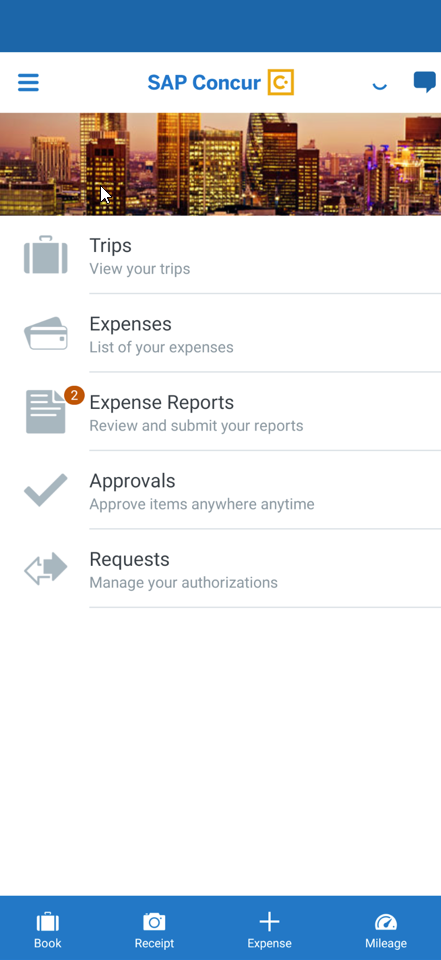 SAP Concur C
Trips
View your trips
Expenses
List of your expenses
2
Expense Reports
Review and submit your reports
Approvals
Approve items anywhere anytime
Requests
Manage your authorizations
Book
Receipt
Expense
Mileage